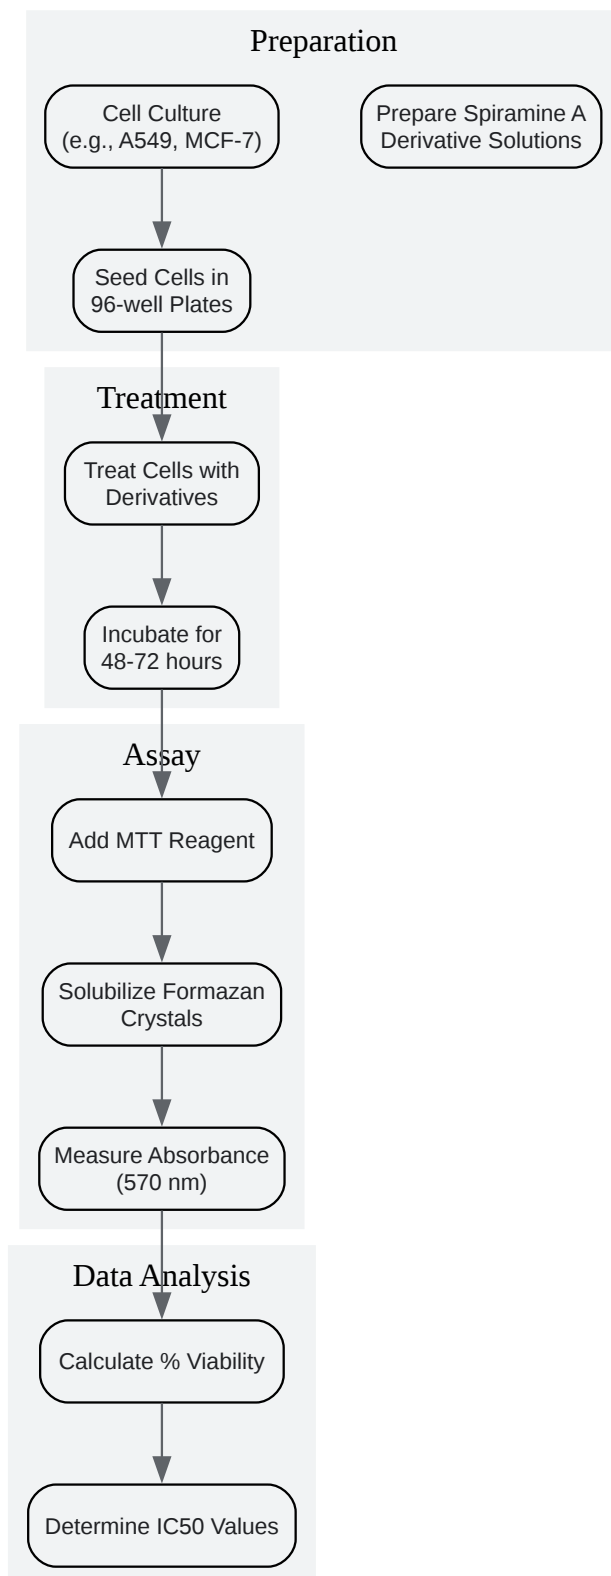 Preparation
Cell Culture
(e.g., A549, MCF-7)
Prepare Spiramine A
Derivative Solutions
Seed Cells in
96-well Plates
Treatment
Treat Cells with
Derivatives
Incubate for
48-72 hours
Assay
Add MTT Reagent
Solubilize Formazan
Crystals
Measure Absorbance
(570 nm)
Data Analysis
Calculate % Viability
Determine IC50 Values